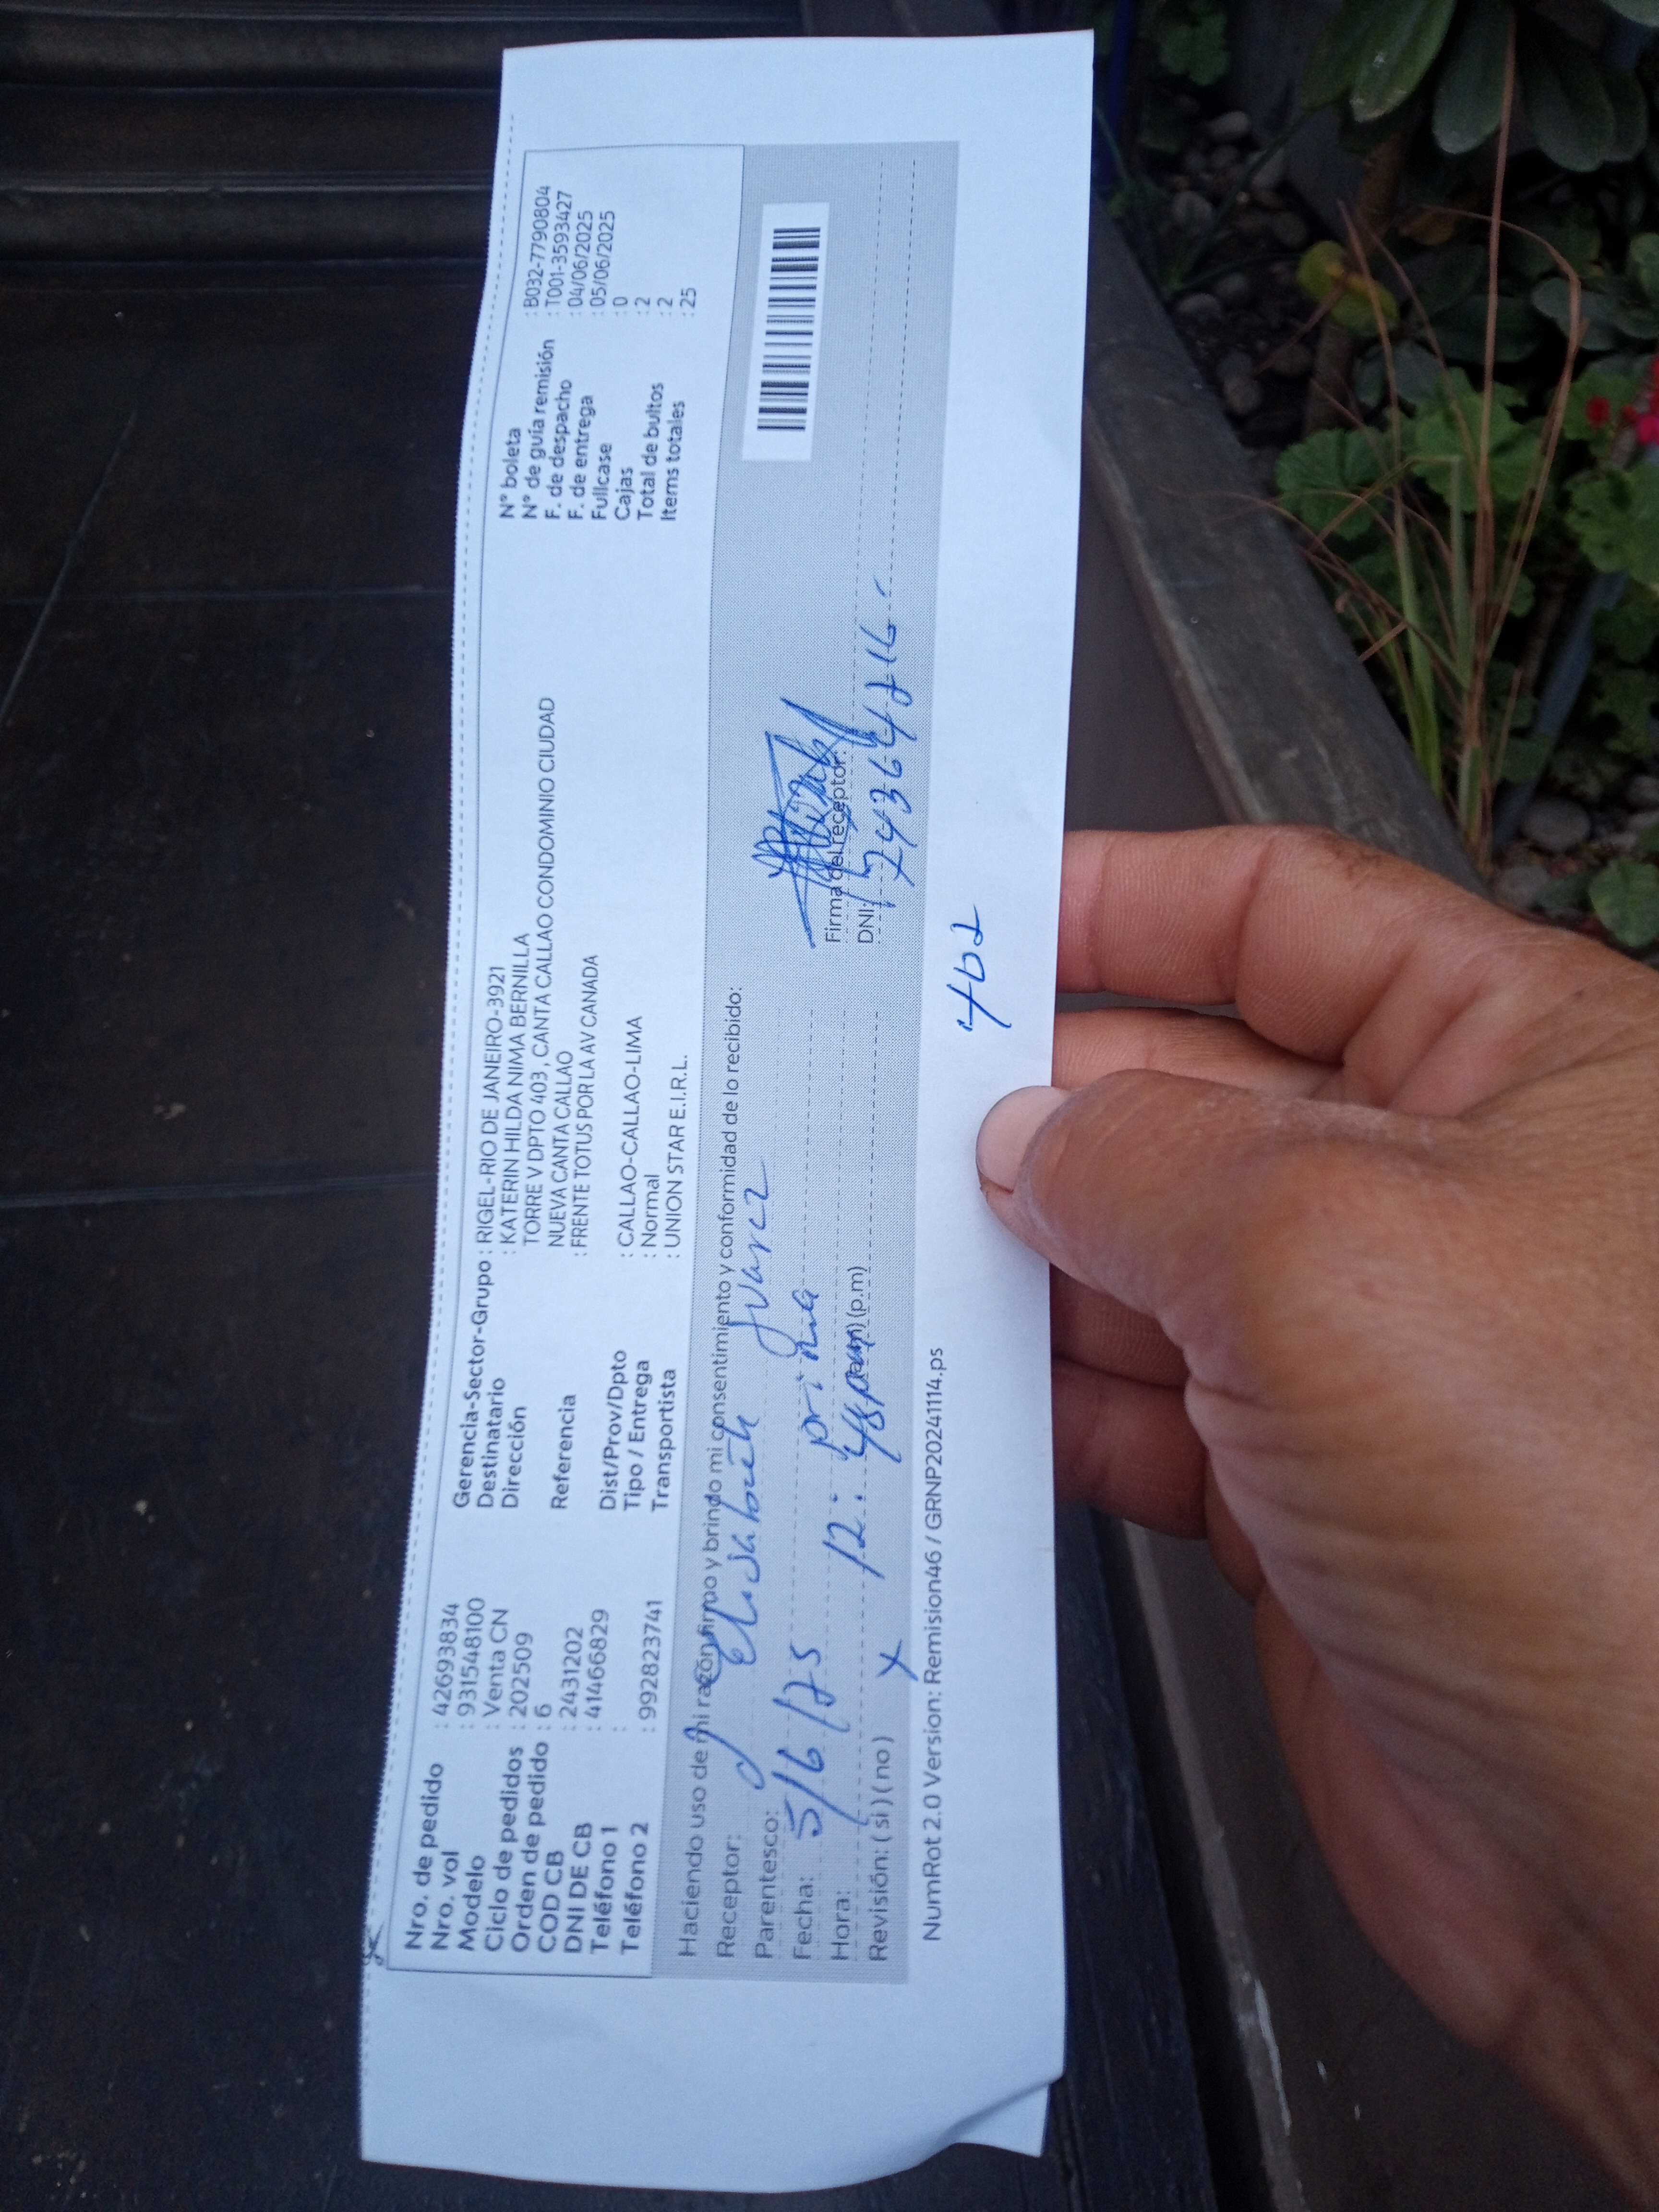 Nro. de pedido : 42693834
Nro. vol : 931548100
Modelo : Venta CN
Ciclo de pedidos : 202509
Orden de pedido : 6
COD CB : 2431202
DNI DE CB : 41466829
Teléfono 1 :
Teléfono 2 : 992823741
Gerencia-Sector-Grupo : RIGEL-RIO DE JANEIRO-3921
Destinatario : KATERIN HILDA NIMA BERNILLA
Dirección TORRE V DPTO 403 , CANTA CALLAO CONDOMINIO CIUDAD
NUEVA CANTA CALLAO
Referencia : FRENTE TOTUS POR LA AV CANADA
Dist/Prov/Dpto : CALLAO-CALLAO-LIMA
Tipo / Entrega : Normal
Transportista : UNION STAR E.I.R.L.
N° boleta : B032-7790804
N° de guía remisión : T001-3593427
F. de despacho : 04/06/2025
F. de entrega : 05/06/2025
Fullcase : 0
Cajas : 2
Total de bultos : 2
Items totales : 25
Haciendo uso de mi razón firmo y brindo mi consentimiento y conformidad de lo recibido:
Receptor: Elisabeth Juarez
Parentesco: prima
Fecha: 5/6/25
Hora: 12:48pm (p.m)
Revisión: ( si ) ( no ) X
Firma del receptor:
DNI:
402
NumRot 2.0 Version: Remision46 / GRNP20241114.ps